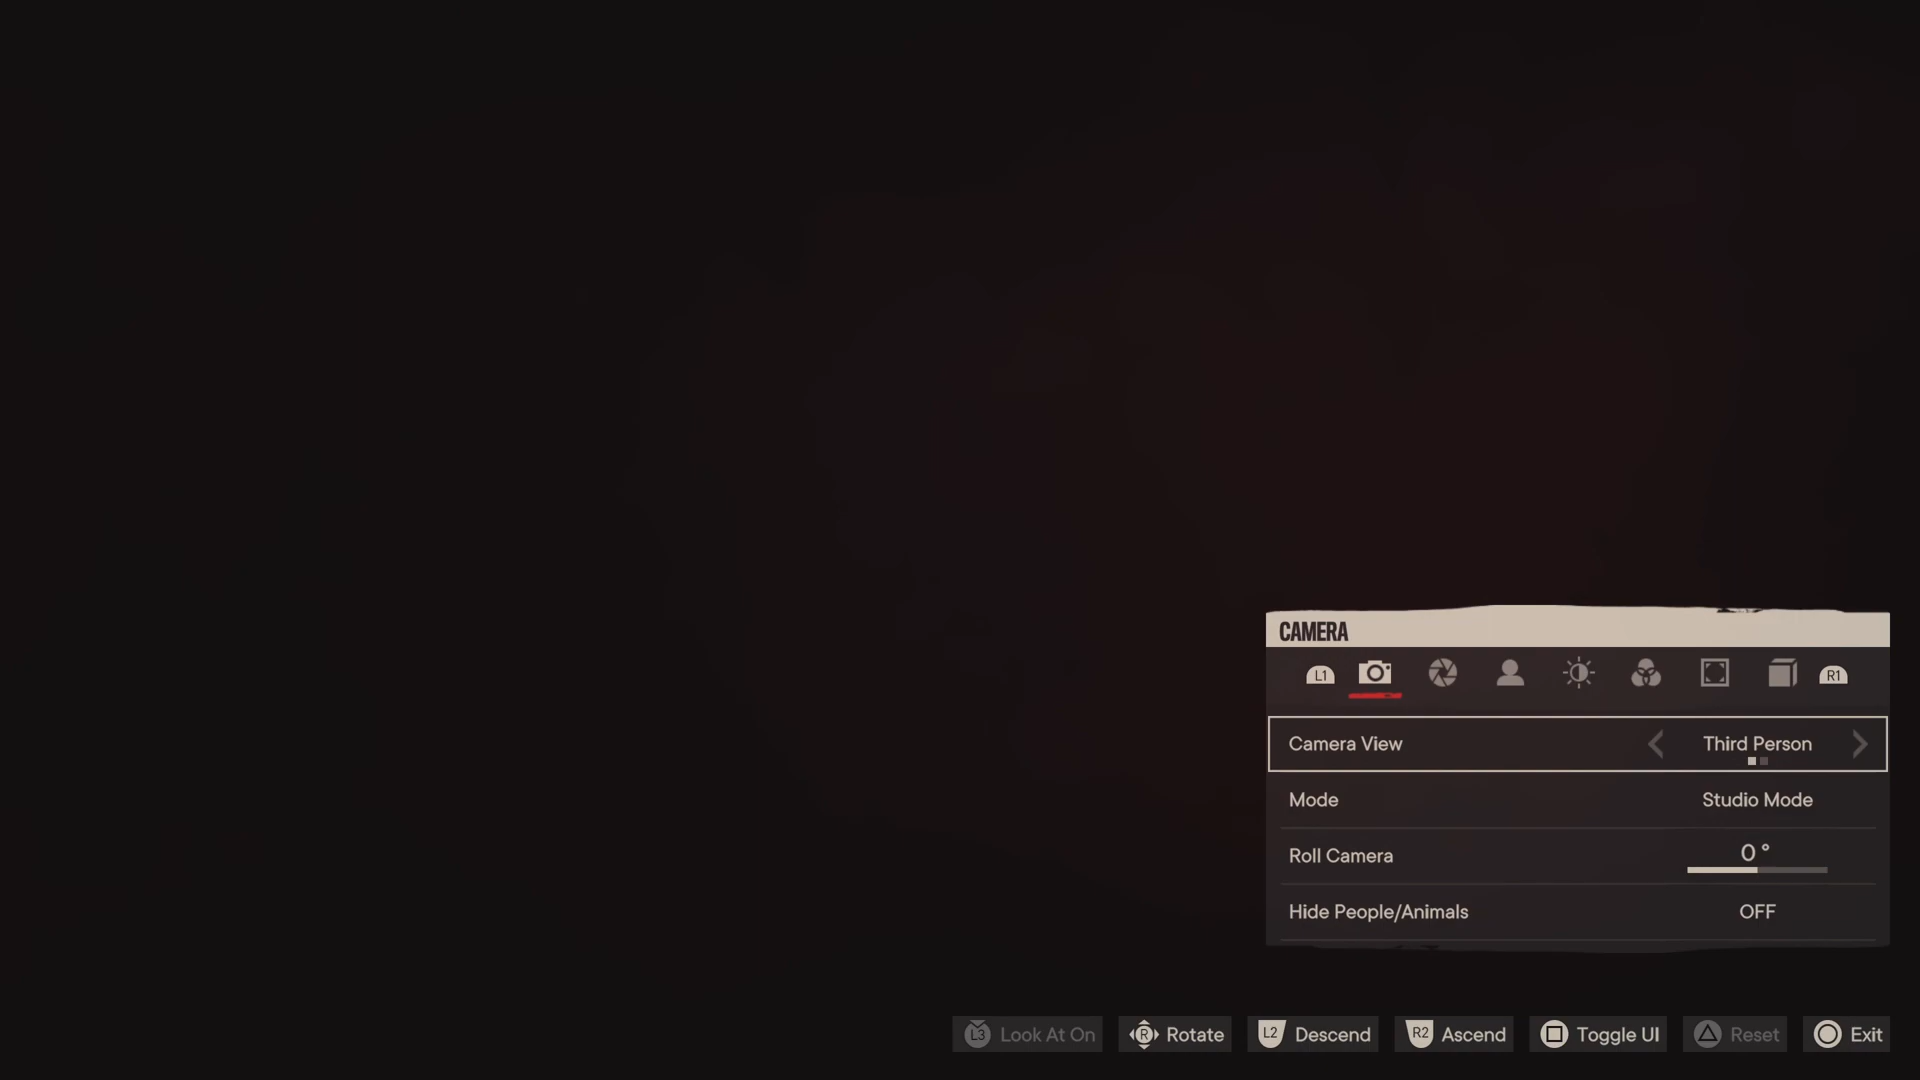 CAMERA
L1 R1
Camera View Third Person
Mode Studio Mode
Roll Camera 0 °
Hide People/Animals OFF
L3 Look At On R Rotate L2 Descend R2 Ascend Toggle UI Reset Exit